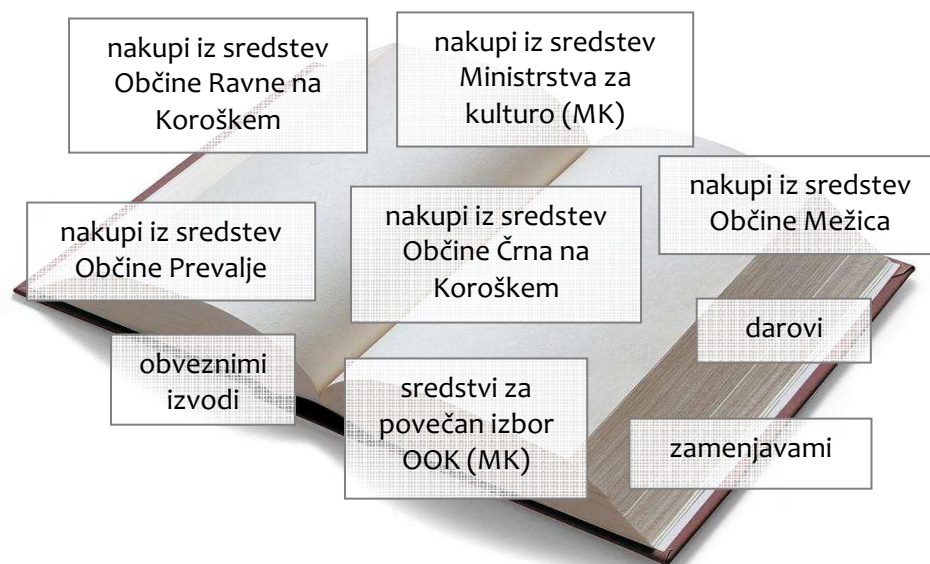 nakupi iz sredstev
Občine Ravne na
Koroškem
nakupi iz sredstev
Ministrstva za
kulturo (MK)
nakupi iz sredstev
Občine Mežica
nakupi iz sredstev
Občine Prevalje
nakupi iz sredstev
Občine Črna na
Koroškem
darovi
obveznimi
izvodi
sredstvi za
povečan izbor
OOK (MK)
zamenjavami